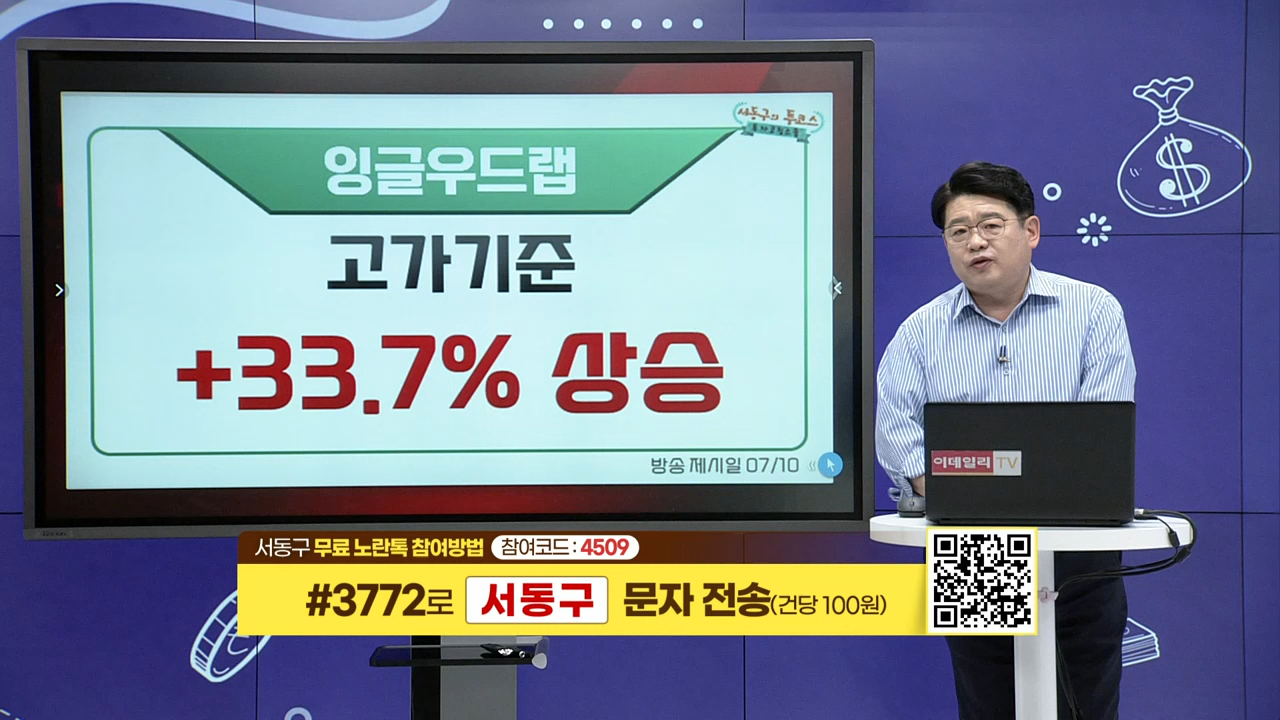 서동구의 투코스
잉글우드랩
고가기준
+33.7% 상승
방송 제시일 07/10
이데일리 TV
서동구 무료 노란톡 참여방법 참여코드 : 4509
#3772로 서동구 문자 전송(건당 100원)